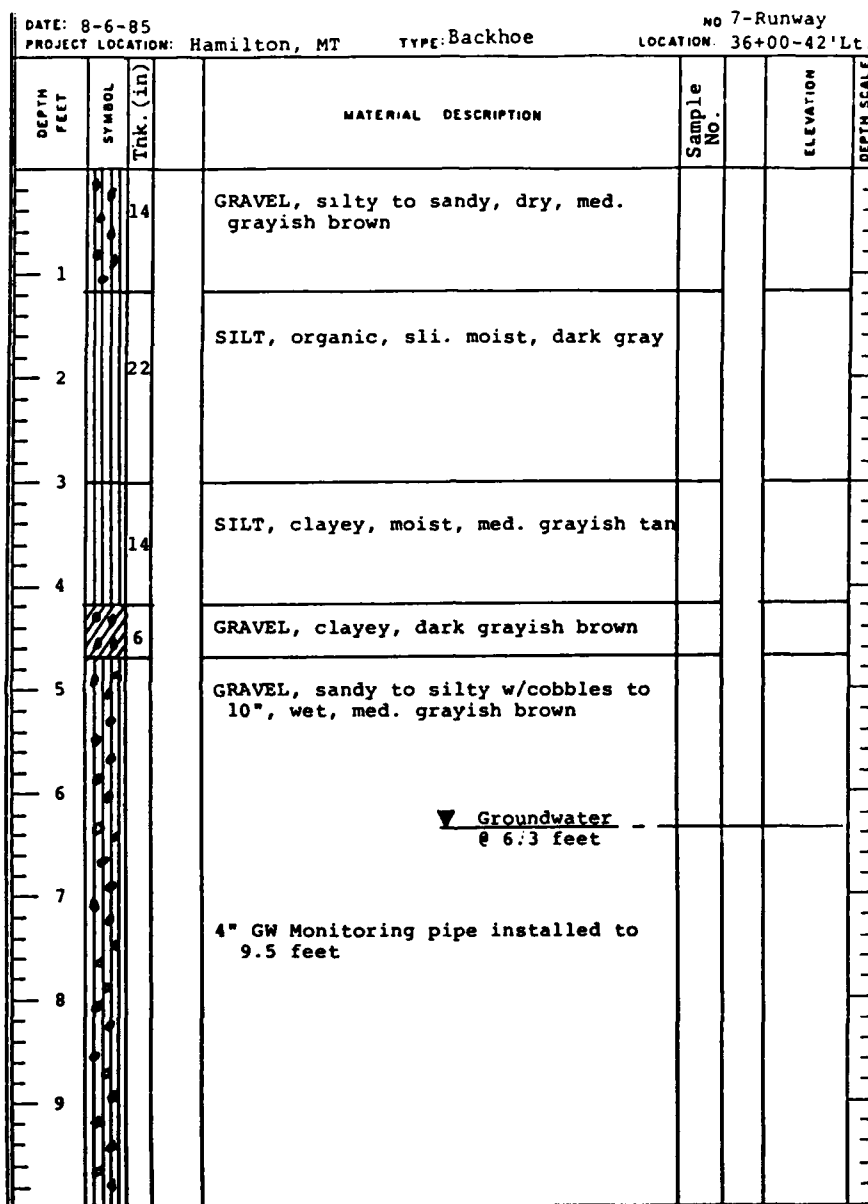 DATE: 8-6-85
NO 7-Runway
PROJECT LOCATION: Hamilton, MT TYPE: Backhoe LOCATION. 36+00-42'Lt
DEPTH FEET
SYMBOL
Thk. (in)
MATERIAL DESCRIPTION
Sample No.
ELEVATION
DEPTH SCALE
14
GRAVEL, silty to sandy, dry, med.
grayish brown
1
SILT, organic, sli. moist, dark gray
22
2
3
SILT, clayey, moist, med. grayish tan
14
4
GRAVEL, clayey, dark grayish brown
6
5
GRAVEL, sandy to silty w/cobbles to
10", wet, med. grayish brown
6
Groundwater
@ 6.3 feet
7
4" GW Monitoring pipe installed to
9.5 feet
8
9